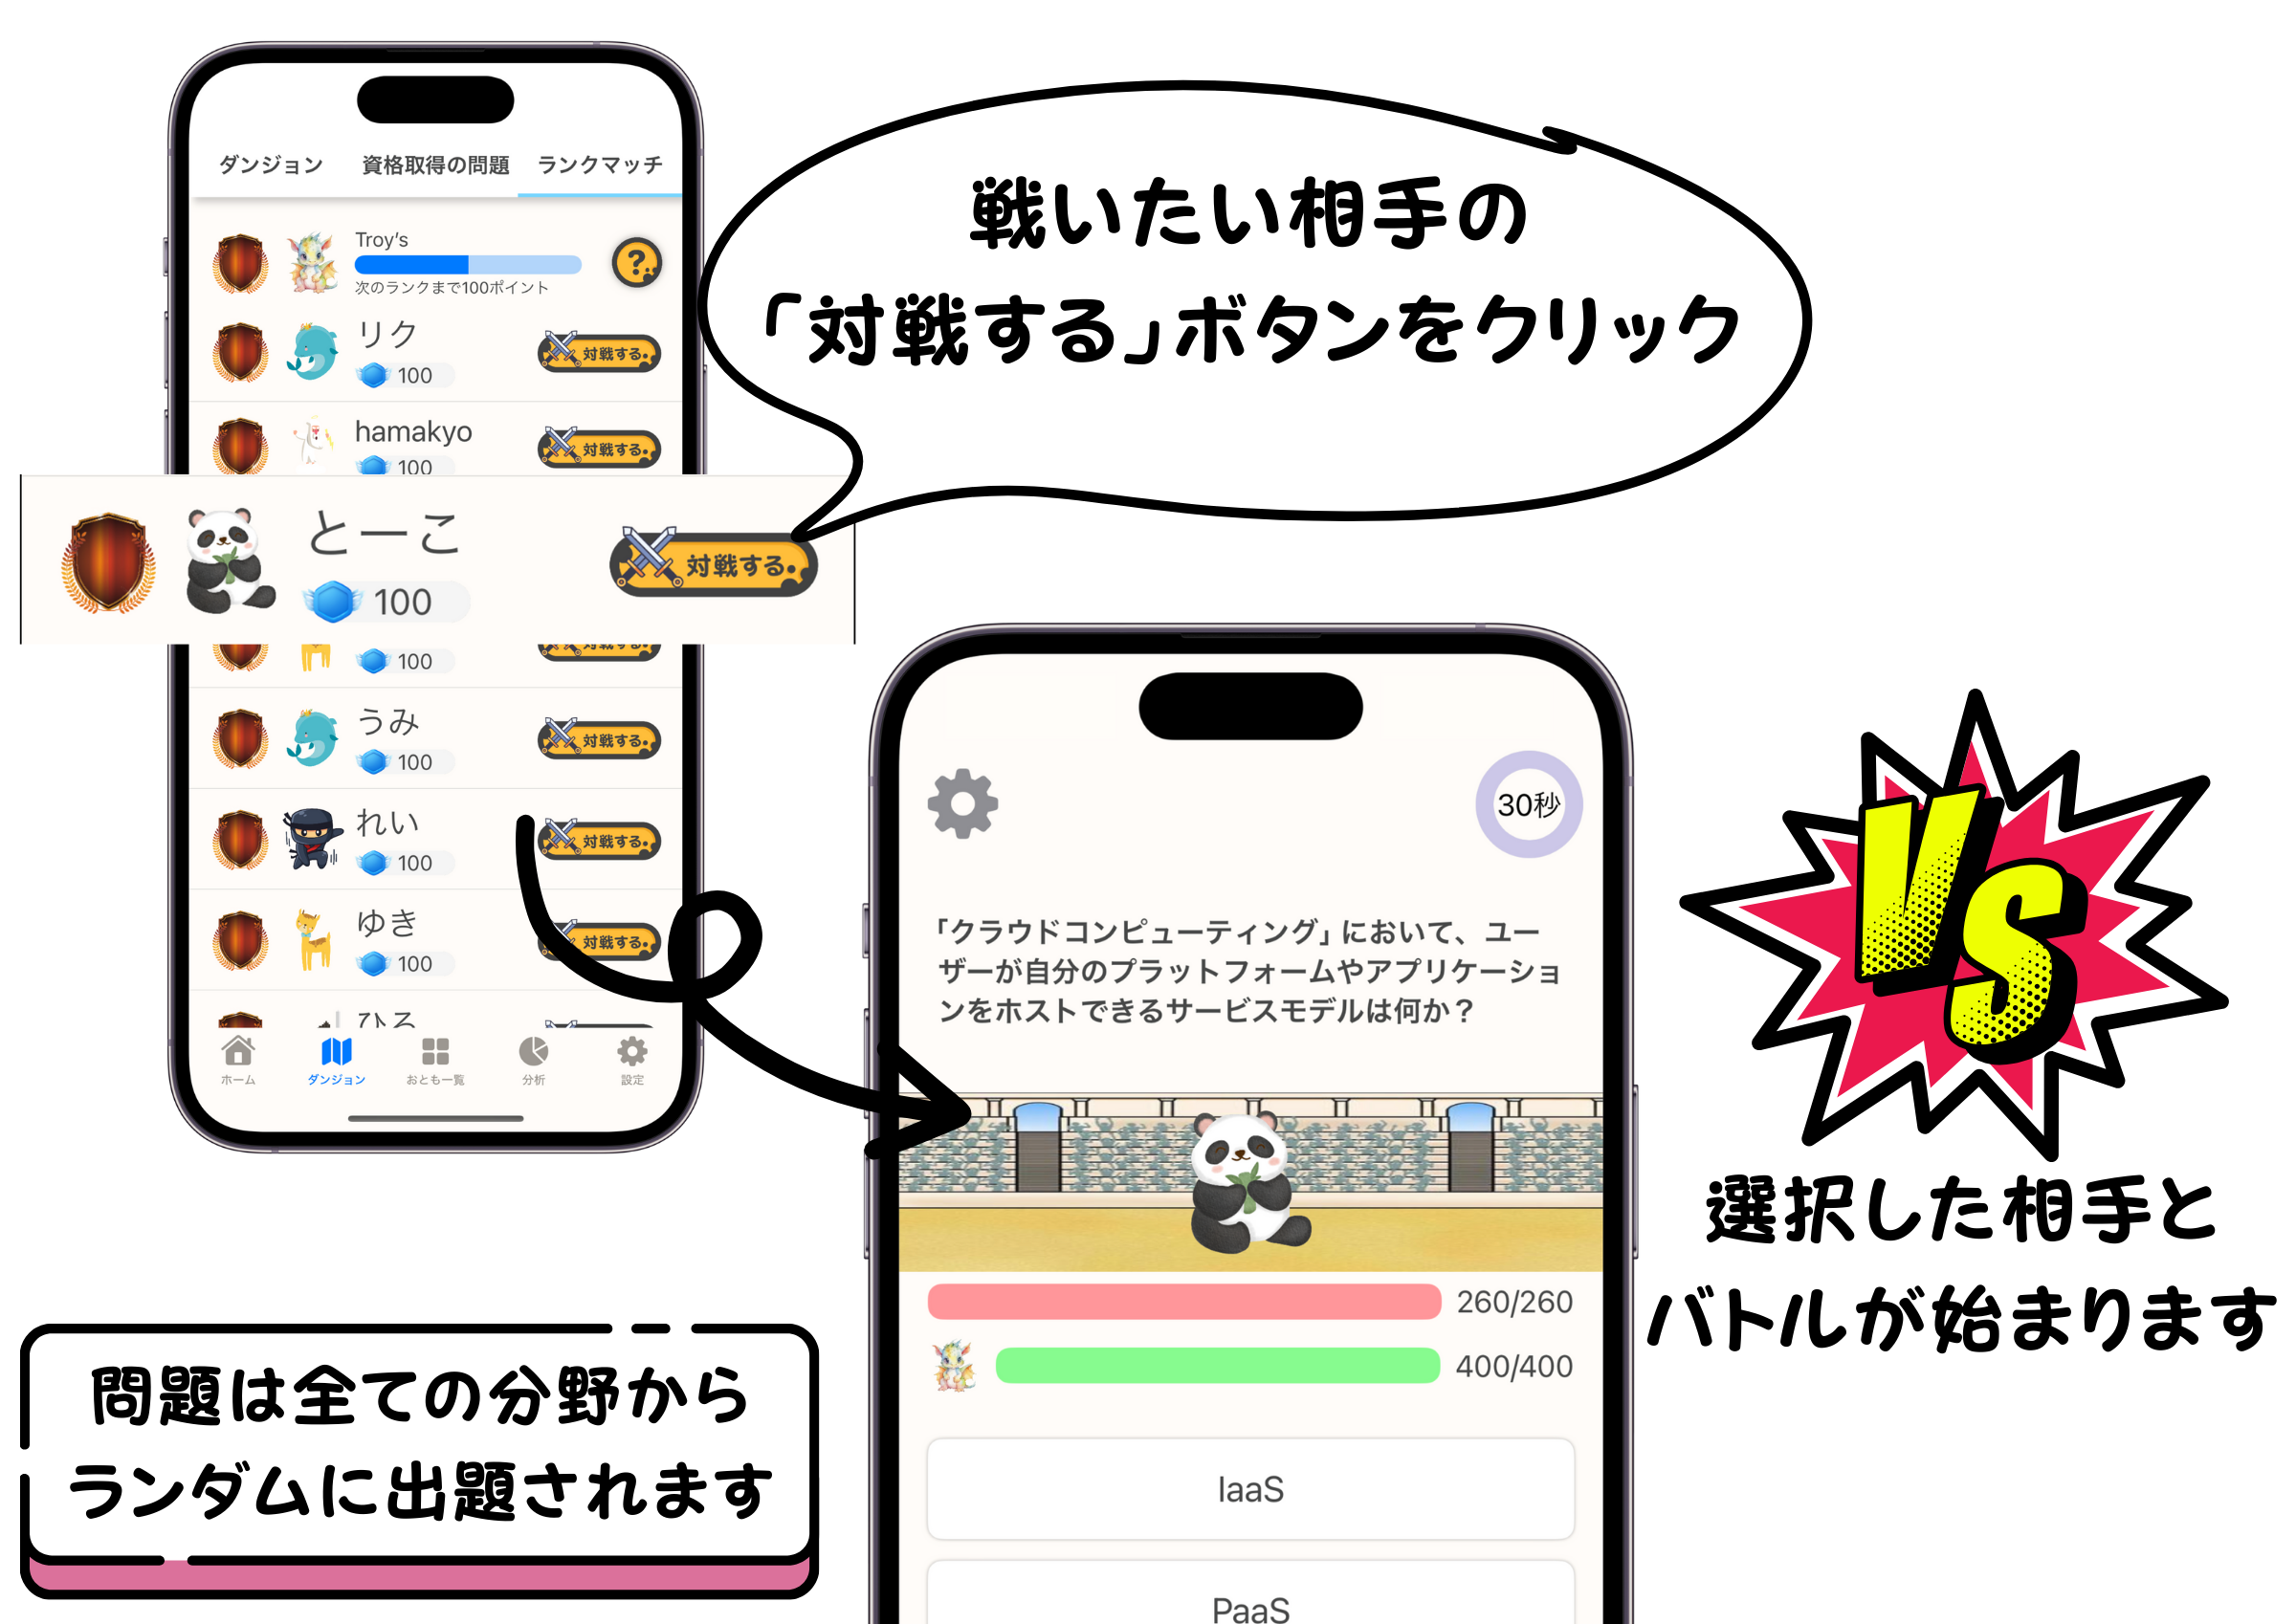 ダンジョン 資格取得の問題 ランクマッチ
Troy's
次のランクまで100ポイント
?
リク
100
対戦する
hamakyo
100
対戦する
とーこ
100
対戦する
100
うみ
100
対戦する
れい
100
対戦する
ゆき
100
対戦する
ホーム ダンジョン おとも一覧 分析 設定
戦いたい相手の
「対戦する」ボタンをクリック
30秒
「クラウドコンピューティング」において、ユー
ザーが自分のプラットフォームやアプリケーショ
ンをホストできるサービスモデルは何か?
260/260
400/400
IaaS
PaaS
VS
選択した相手と
バトルが始まります
問題は全ての分野から
ランダムに出題されます